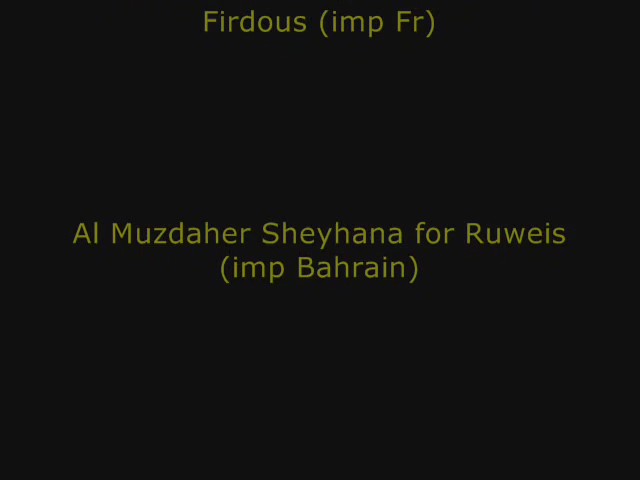 Firdous (imp Fr)
Al Muzdaher Sheyhana for Ruweis
(imp Bahrain)